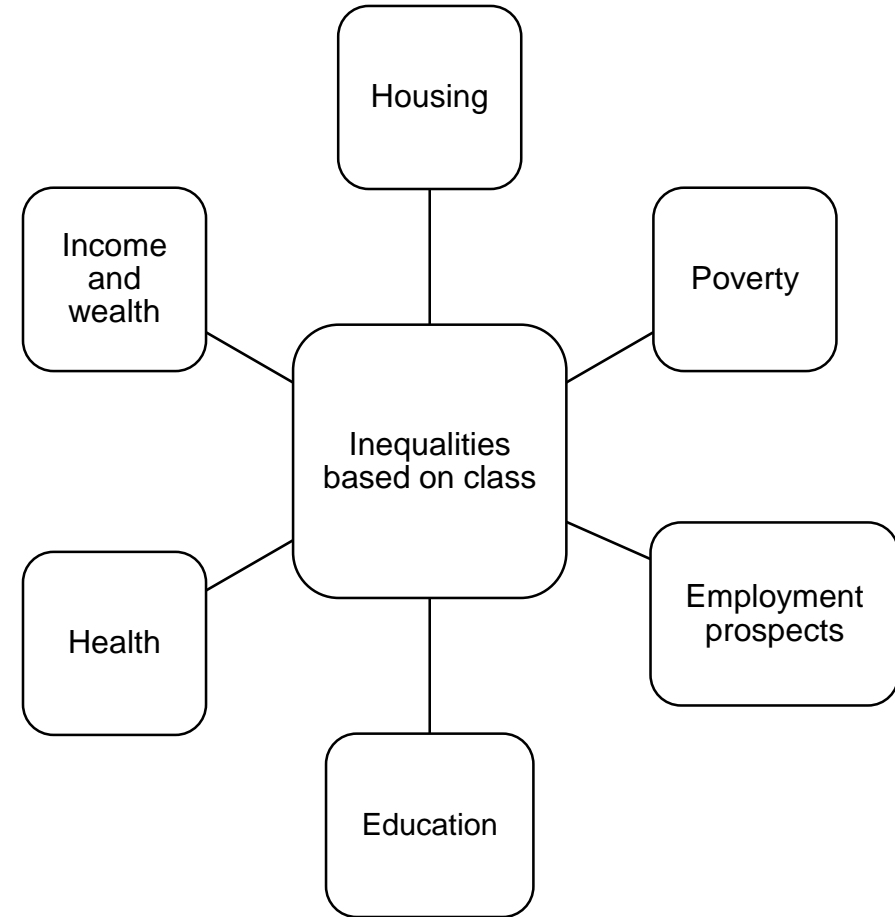 Housing
Income
and
wealth
Poverty
Inequalities
based on class
Employment
prospects
Health
Education